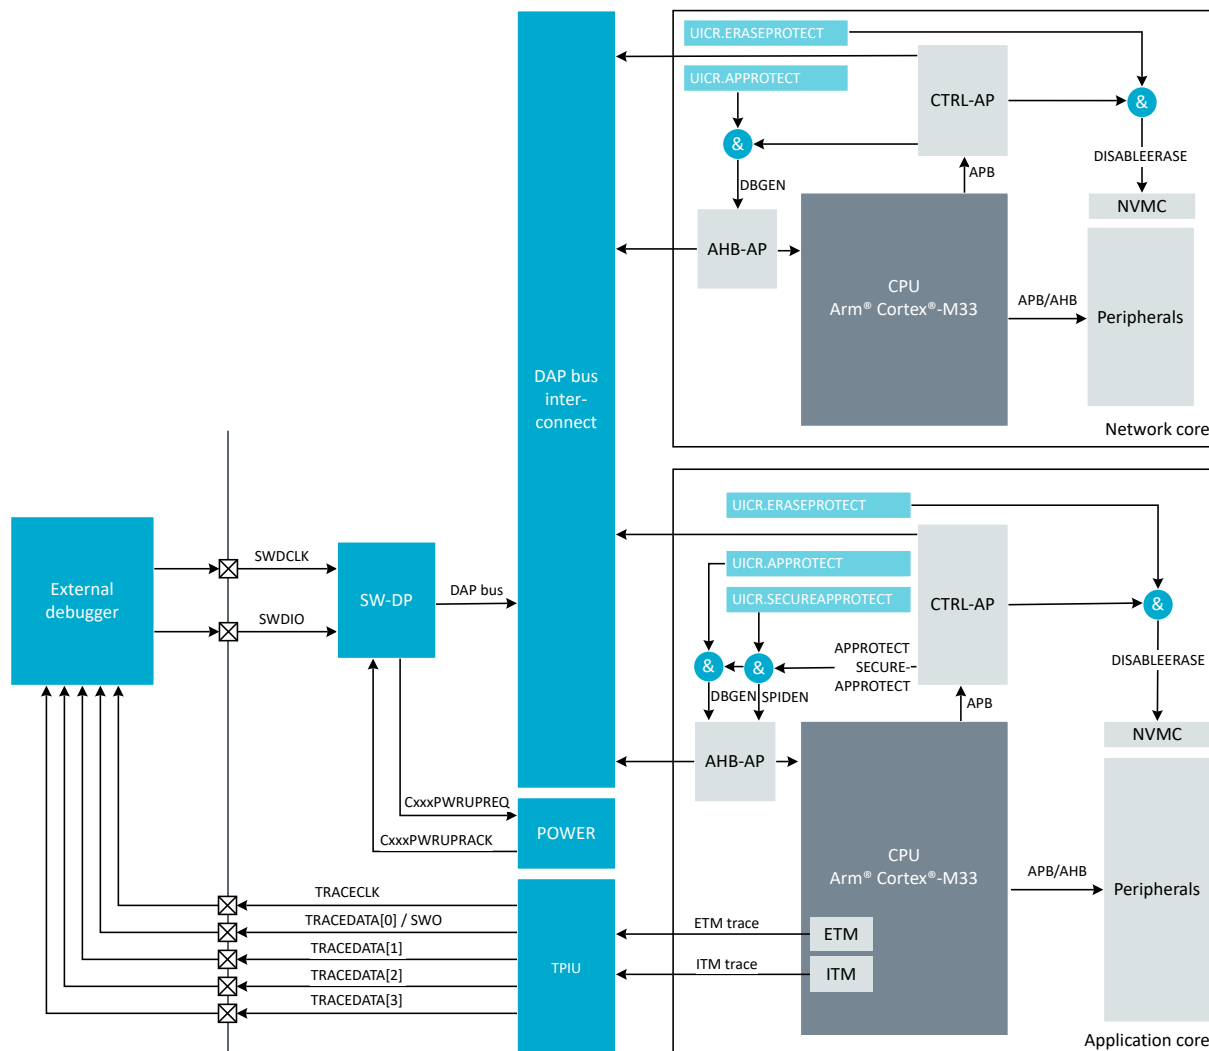 UICR.ERASEPROTECT
UICR.APPROTECT
CTRL-AP
&
&
DISABLEERASE
DBGEN
APB
NVMC
AHB-AP
CPU
Arm® Cortex®-M33
APB/AHB
Peripherals
Network core
DAP bus
inter-
connect
External
debugger
SWDCLK
SWDIO
SW-DP
DAP bus
UICR.ERASEPROTECT
UICR.APPROTECT
UICR.SECUREAPPROTECT
CTRL-AP
&
&
&
APPROTECT
SECURE-
APPROTECT
DISABLEERASE
DBGEN
SPIDEN
APB
NVMC
AHB-AP
CxxxPWRUPREQ
CxxxPWRUPRACK
POWER
CPU
Arm® Cortex®-M33
APB/AHB
Peripherals
TRACECLK
TRACEDATA[0] / SWO
TRACEDATA[1]
TRACEDATA[2]
TRACEDATA[3]
TPIU
ETM trace
ITM trace
ETM
ITM
Application core